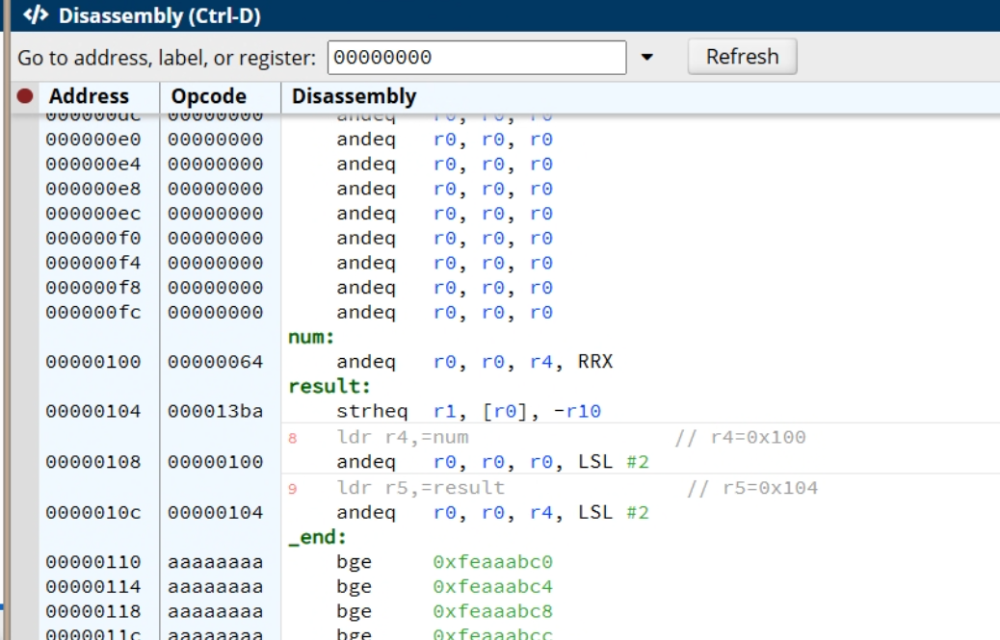 </> Disassembly (Ctrl-D)
Go to address, label, or register: 00000000 Refresh
Address Opcode Disassembly
000000dc 00000000 andeq r0, r0, r0
000000e0 00000000 andeq r0, r0, r0
000000e4 00000000 andeq r0, r0, r0
000000e8 00000000 andeq r0, r0, r0
000000ec 00000000 andeq r0, r0, r0
000000f0 00000000 andeq r0, r0, r0
000000f4 00000000 andeq r0, r0, r0
000000f8 00000000 andeq r0, r0, r0
000000fc 00000000 andeq r0, r0, r0
num:
00000100 00000064 andeq r0, r0, r4, RRX
result:
00000104 000013ba strheq r1, [r0], -r10
8 ldr r4,=num // r4=0x100
00000108 00000100 andeq r0, r0, r0, LSL #2
9 ldr r5,=result // r5=0x104
0000010c 00000104 andeq r0, r0, r4, LSL #2
_end:
00000110 aaaaaaaa bge 0xfeaaabc0
00000114 aaaaaaaa bge 0xfeaaabc4
00000118 aaaaaaaa bge 0xfeaaabc8
0000011c aaaaaaaa bge 0xfeaaabcc